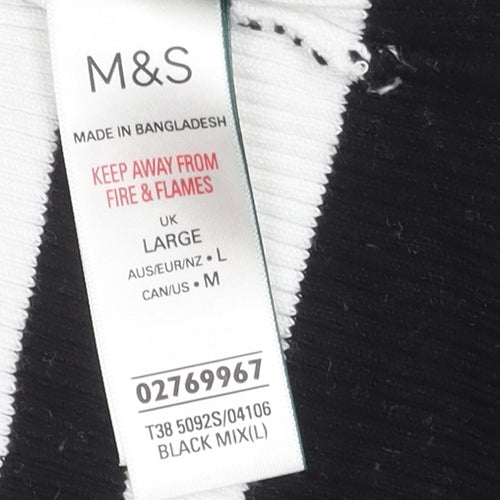 M&S
MADE IN BANGLADESH
KEEP AWAY FROM
FIRE & FLAMES
UK
LARGE
AUS/EUR/NZ • L
CAN/US • M
02769967
T38 5092S/04106
BLACK MIX(L)